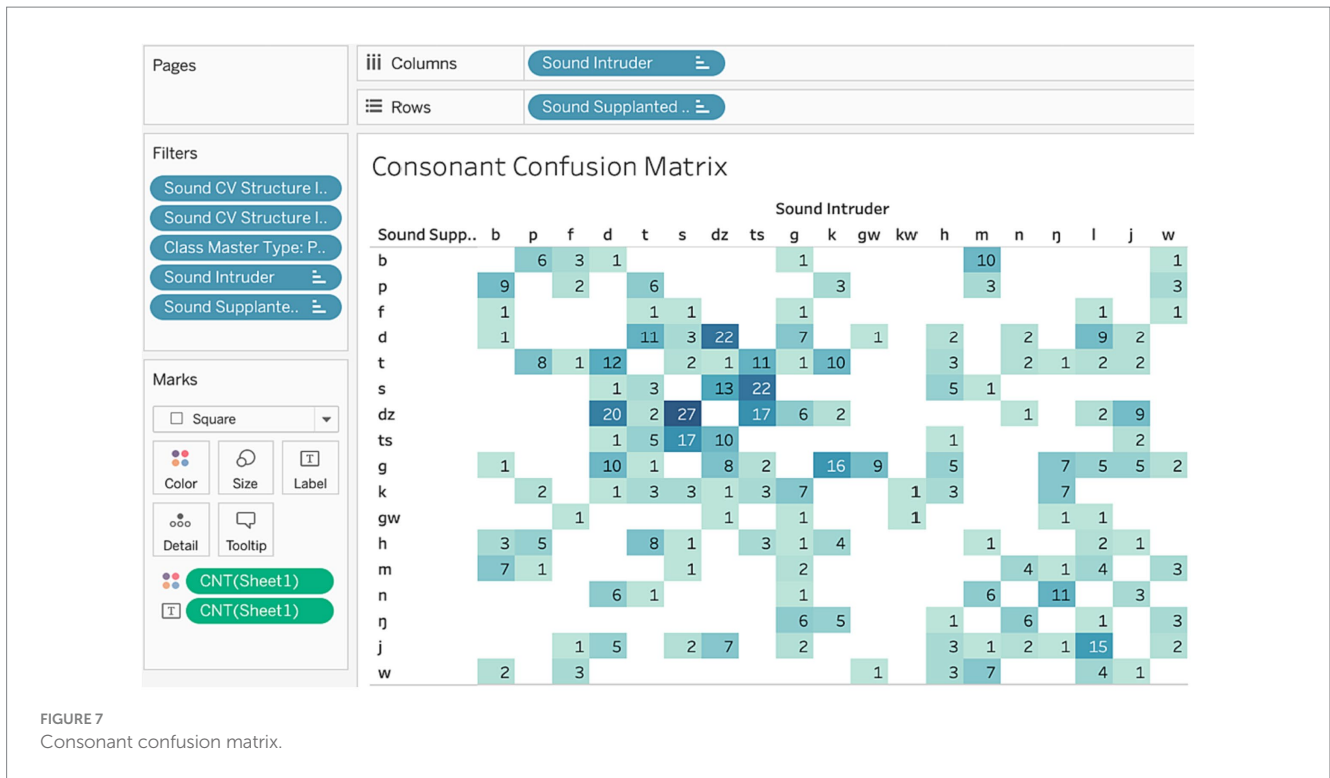 Pages
iii Columns
Sound Intruder
Rows
Sound Supplanted ..
Filters
Sound CV Structure I..
Sound CV Structure I..
Class Master Type: P..
Sound Intruder
Sound Supplante..
Marks
Square
Color Size Label
Detail Tooltip
CNT(Sheet1)
CNT(Sheet1)
Consonant Confusion Matrix
Sound Intruder
Sound Supp.. b p f d t s dz ts g k gw kw h m n ŋ l j w
b 6 3 1 1 10 1
p 9 2 6 3 3 3
f 1 1 1 1 1 1
d 1 11 3 22 7 1 2 2 9 2
t 8 1 12 2 1 11 1 10 3 2 1 2 2
s 1 3 13 22 5 1
dz 20 2 27 17 6 2 1 2 9
ts 1 5 17 10 1 2
g 1 10 1 8 2 16 9 5 7 5 5 2
k 2 1 3 3 1 3 7 1 3 7
gw 1 1 1 1 1 1
h 3 5 8 1 3 1 4 1 2 1
m 7 1 1 2 4 1 4 3
n 6 1 1 6 11 3
ŋ 6 5 1 6 1 3
j 1 5 2 7 2 3 1 2 1 15 2
w 2 3 1 3 7 4 1
FIGURE 7
Consonant confusion matrix.